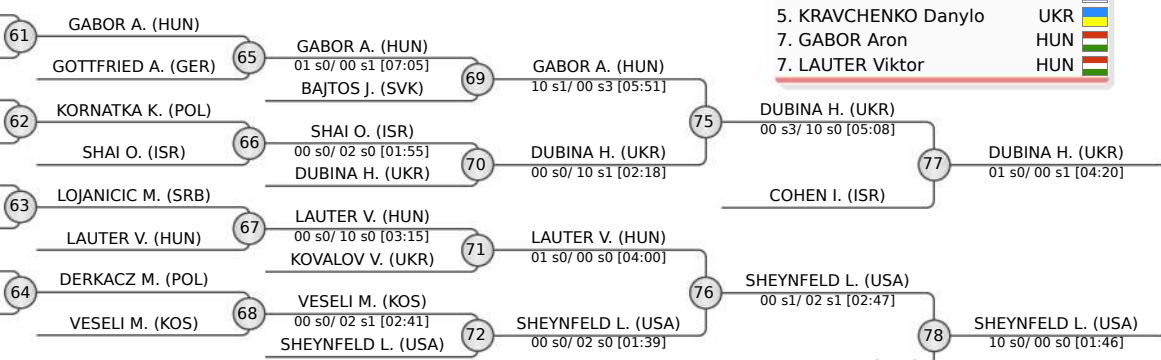 5. KRAVCHENKO Danylo UKR
7. GABOR Aron HUN
7. LAUTER Viktor HUN
61
GABOR A. (HUN)
GOTTFRIED A. (GER)
65
62
KORNATKA K. (POL)
SHAI O. (ISR)
66
63
LOJANICIC M. (SRB)
LAUTER V. (HUN)
67
64
DERKACZ M. (POL)
VESELI M. (KOS)
68
GABOR A. (HUN)
01 s0/ 00 s1 [07:05]
BAJTOS J. (SVK)
69
SHAI O. (ISR)
00 s0/ 02 s0 [01:55]
DUBINA H. (UKR)
70
LAUTER V. (HUN)
00 s0/ 10 s0 [03:15]
KOVALOV V. (UKR)
71
VESELI M. (KOS)
00 s0/ 02 s1 [02:41]
SHEYNFELD L. (USA)
72
GABOR A. (HUN)
10 s1/ 00 s3 [05:51]
75
DUBINA H. (UKR)
00 s0/ 10 s1 [02:18]
LAUTER V. (HUN)
01 s0/ 00 s0 [04:00]
76
SHEYNFELD L. (USA)
00 s0/ 02 s0 [01:39]
DUBINA H. (UKR)
00 s3/ 10 s0 [05:08]
77
COHEN I. (ISR)
SHEYNFELD L. (USA)
00 s1/ 02 s1 [02:47]
78
DUBINA H. (UKR)
01 s0/ 00 s1 [04:20]
SHEYNFELD L. (USA)
10 s0/ 00 s0 [01:46]